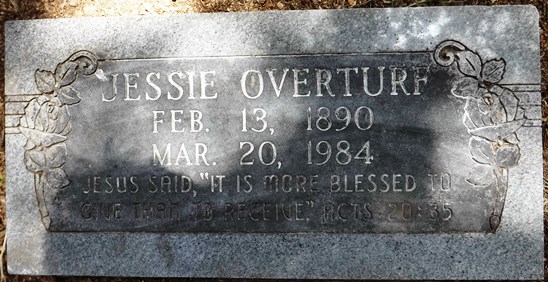 JESSIE OVERTURF
FEB. 13, 1890
MAR. 20, 1984
JESUS SAID, "IT IS MORE BLESSED TO
GIVE THAN TO RECEIVE." ACTS 20:35